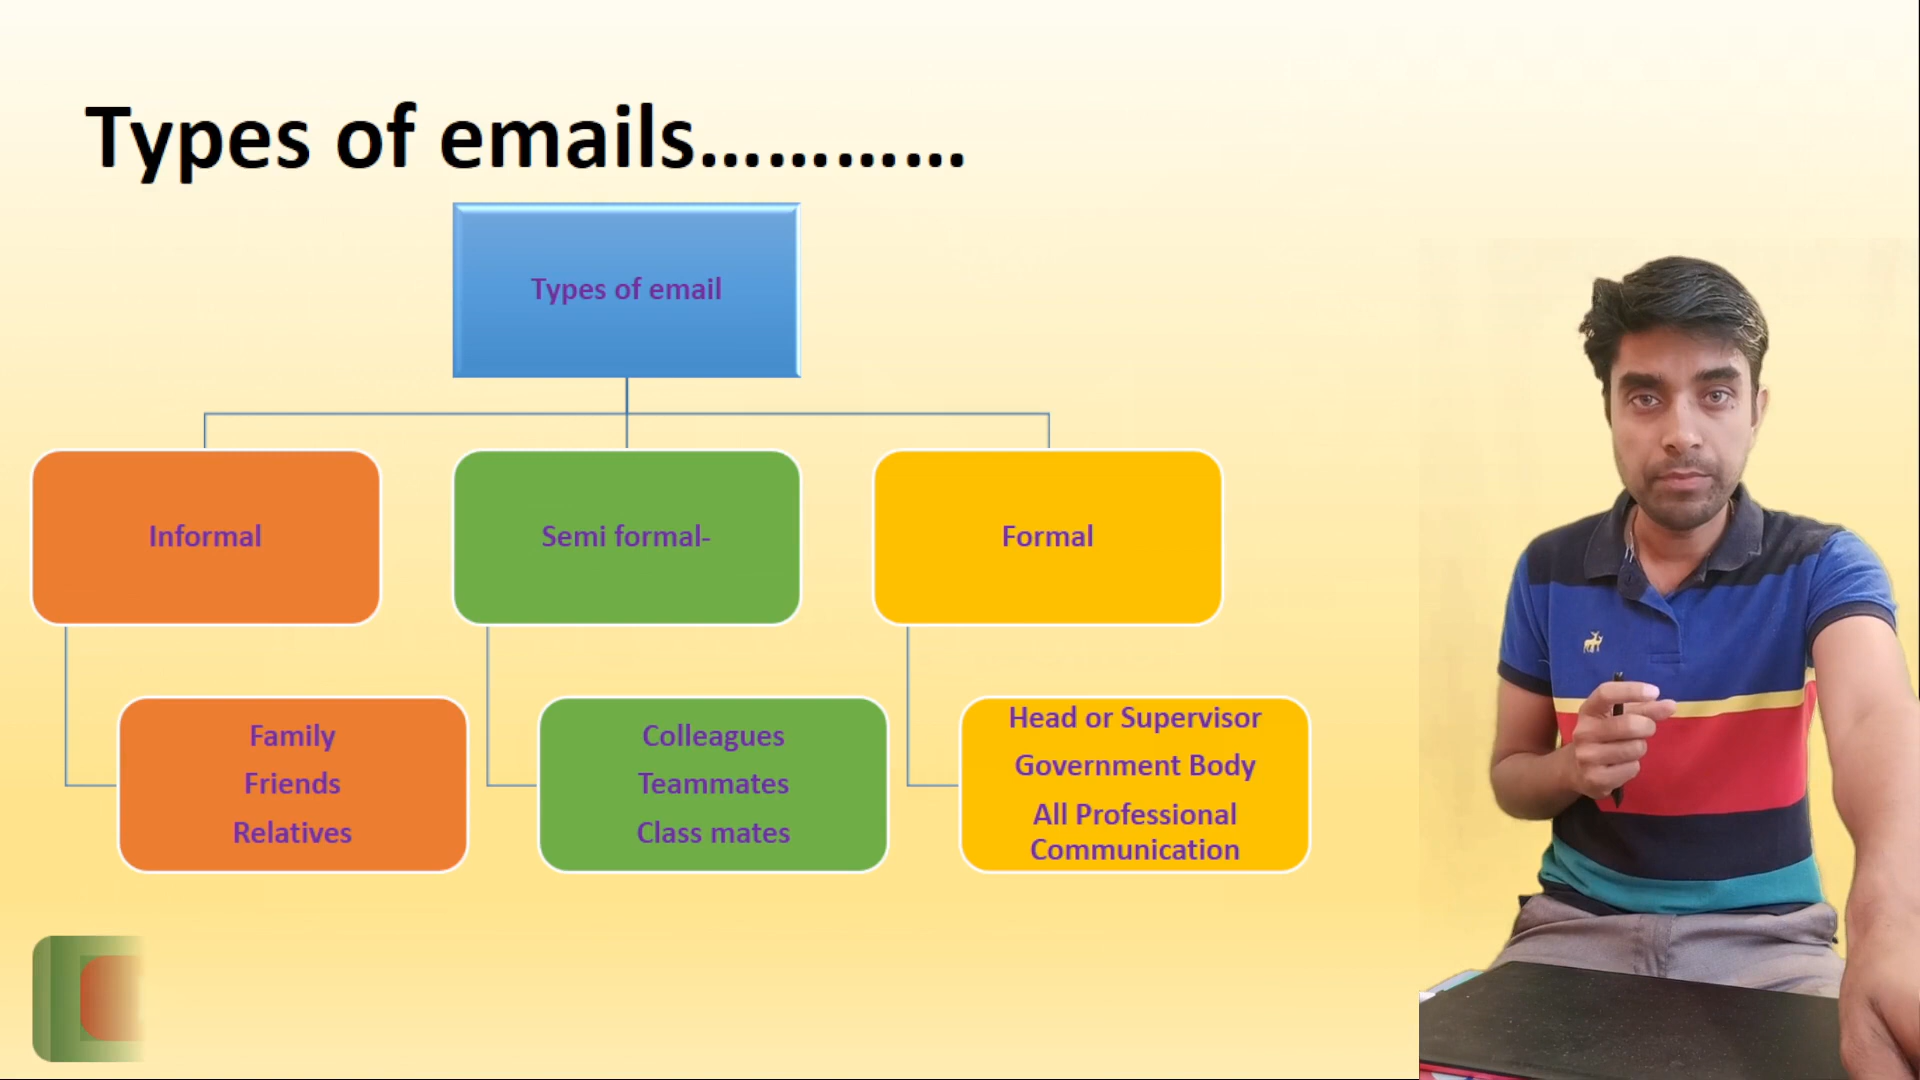 Types of emails............
Types of email
Informal
Semi formal-
Formal
Family
Friends
Relatives
Colleagues
Teammates
Class mates
Head or Supervisor
Government Body
All Professional
Communication